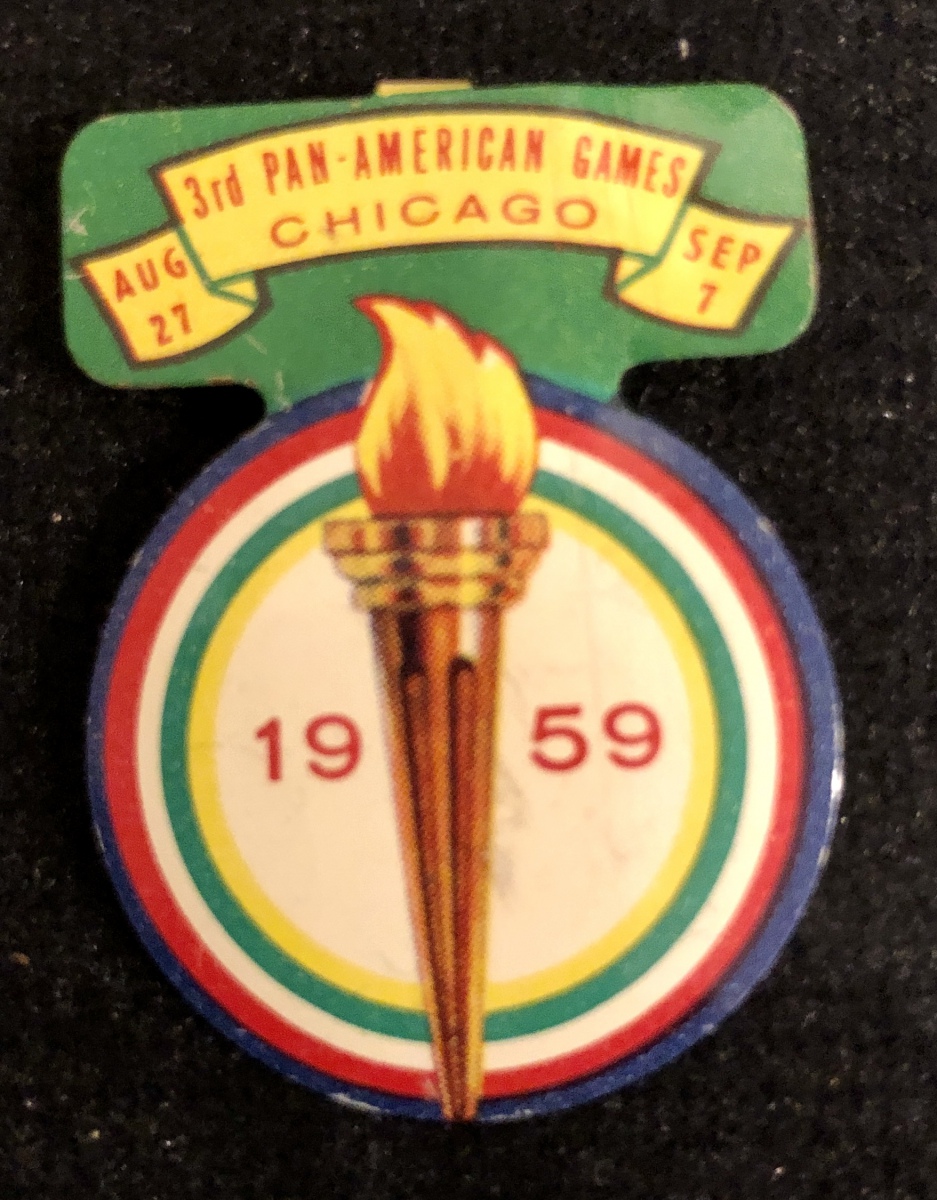 3rd PAN-AMERICAN GAMES
CHICAGO
AUG
27
SEP
7
19 59